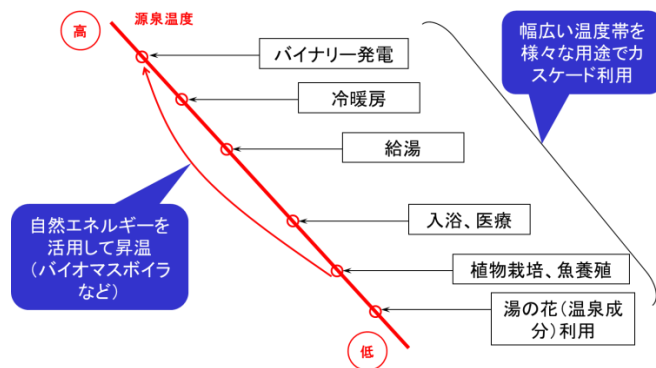 高
源泉温度
バイナリー発電
冷暖房
給湯
入浴、医療
植物栽培、魚養殖
湯の花（温泉成
分）利用
低
幅広い温度帯を
様々な用途でカ
スケード利用
自然エネルギーを
活用して昇温
（バイオマスボイラ
など）